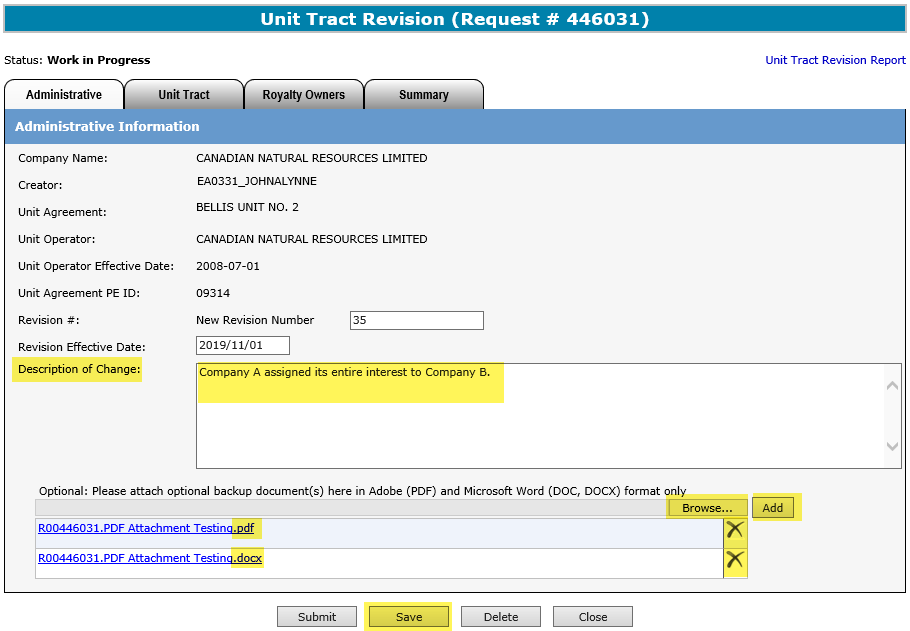 Unit Tract Revision (Request # 446031)
Status: Work in Progress
Unit Tract Revision Report
Administrative
Unit Tract
Royalty Owners
Summary
Administrative Information
Company Name: CANADIAN NATURAL RESOURCES LIMITED
Creator: EA0331_JOHNALYNNE
Unit Agreement: BELLIS UNIT NO. 2
Unit Operator: CANADIAN NATURAL RESOURCES LIMITED
Unit Operator Effective Date: 2008-07-01
Unit Agreement PE ID: 09314
Revision #: New Revision Number 35
Revision Effective Date: 2019/11/01
Description of Change: Company A assigned its entire interest to Company B.
Optional: Please attach optional backup document(s) here in Adobe (PDF) and Microsoft Word (DOC, DOCX) format only
Browse... Add
R00446031.PDF Attachment Testing.pdf
R00446031.PDF Attachment Testing.docx
Submit Save Delete Close